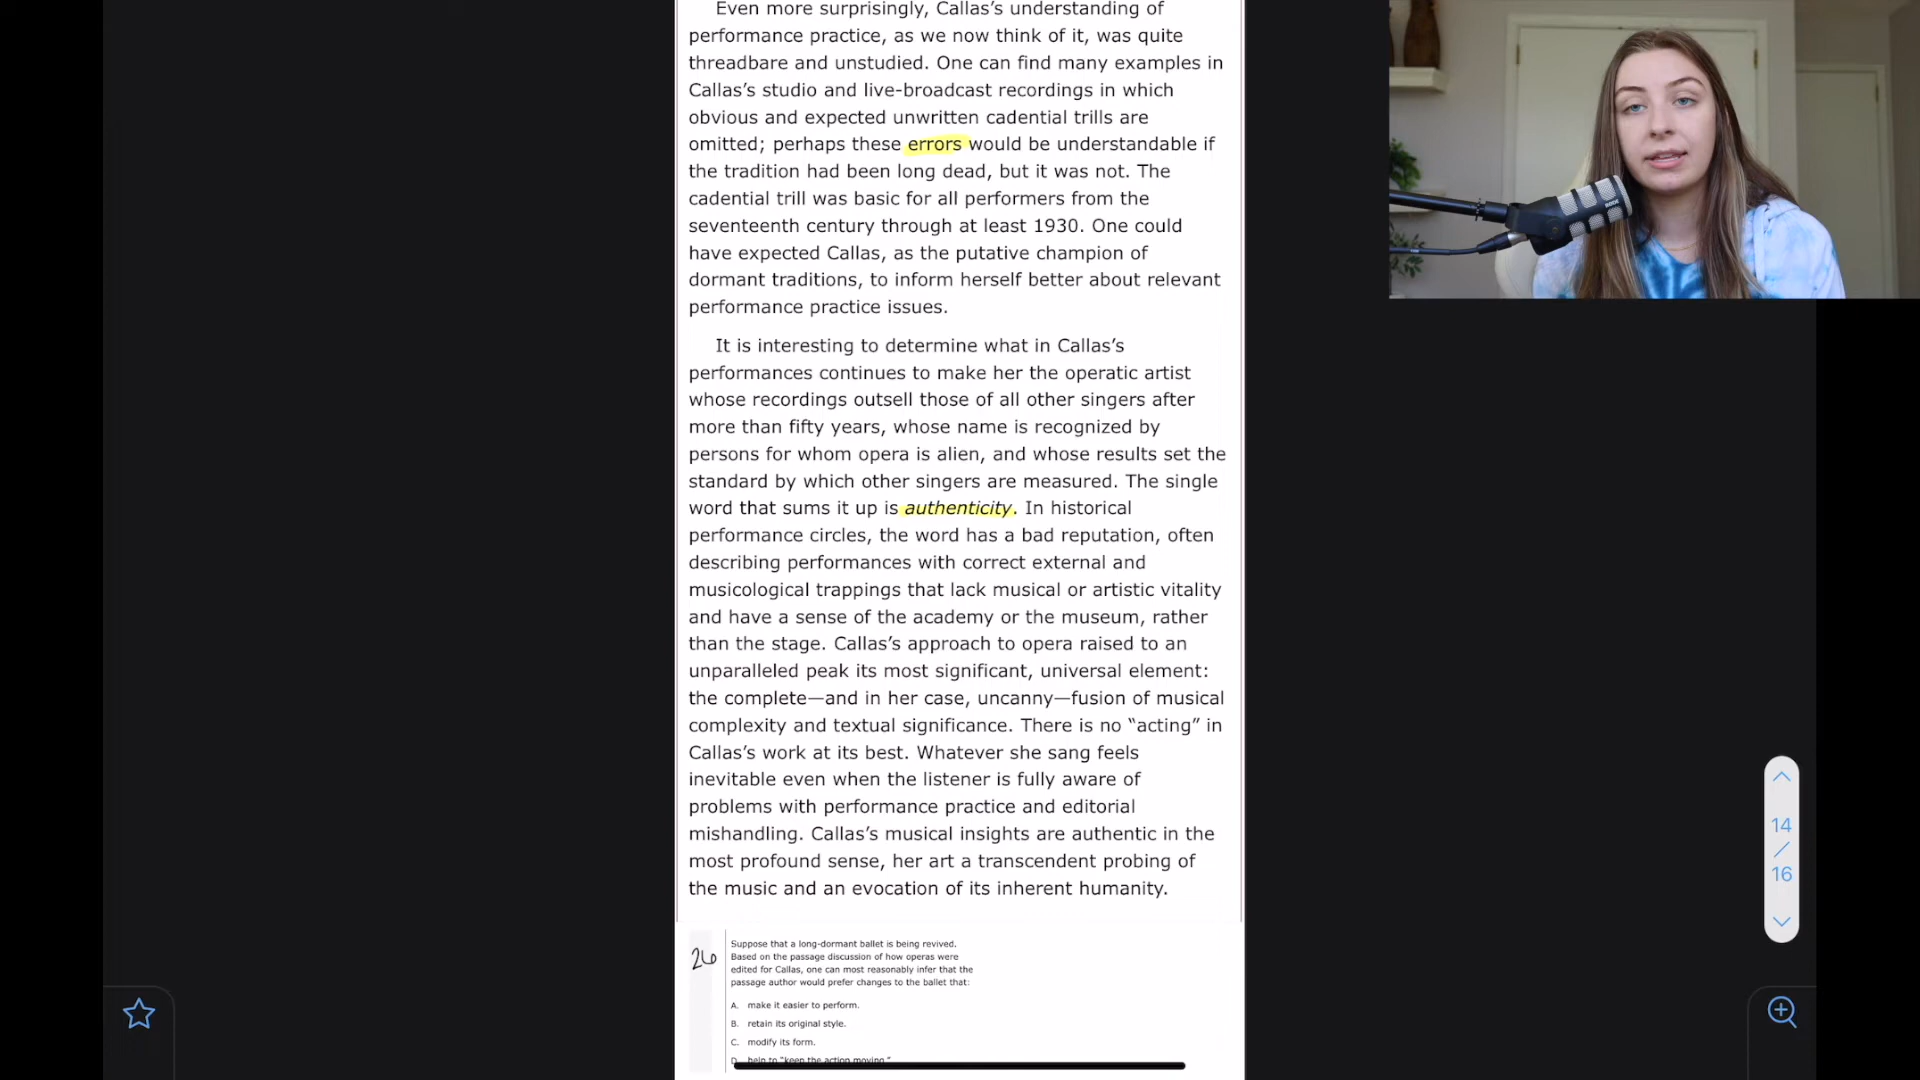 Even more surprisingly, Callas’s understanding of
performance practice, as we now think of it, was quite
threadbare and unstudied. One can find many examples in
Callas’s studio and live-broadcast recordings in which
obvious and expected unwritten cadential trills are
omitted; perhaps these errors would be understandable if
the tradition had been long dead, but it was not. The
cadential trill was basic for all performers from the
seventeenth century through at least 1930. One could
have expected Callas, as the putative champion of
dormant traditions, to inform herself better about relevant
performance practice issues.
It is interesting to determine what in Callas’s
performances continues to make her the operatic artist
whose recordings outsell those of all other singers after
more than fifty years, whose name is recognized by
persons for whom opera is alien, and whose results set the
standard by which other singers are measured. The single
word that sums it up is authenticity. In historical
performance circles, the word has a bad reputation, often
describing performances with correct external and
musicological trappings that lack musical or artistic vitality
and have a sense of the academy or the museum, rather
than the stage. Callas’s approach to opera raised to an
unparalleled peak its most significant, universal element:
the complete—and in her case, uncanny—fusion of musical
complexity and textual significance. There is no “acting” in
Callas’s work at its best. Whatever she sang feels
inevitable even when the listener is fully aware of
problems with performance practice and editorial
mishandling. Callas’s musical insights are authentic in the
most profound sense, her art a transcendent probing of
the music and an evocation of its inherent humanity.
26
Suppose that a long-dormant ballet is being revived.
Based on the passage discussion of how operas were
edited for Callas, one can most reasonably infer that the
passage author would prefer changes to the ballet that:
A. make it easier to perform.
B. retain its original style.
C. modify its form.
D. help to “keep the action moving.”
14
/
16
RODE